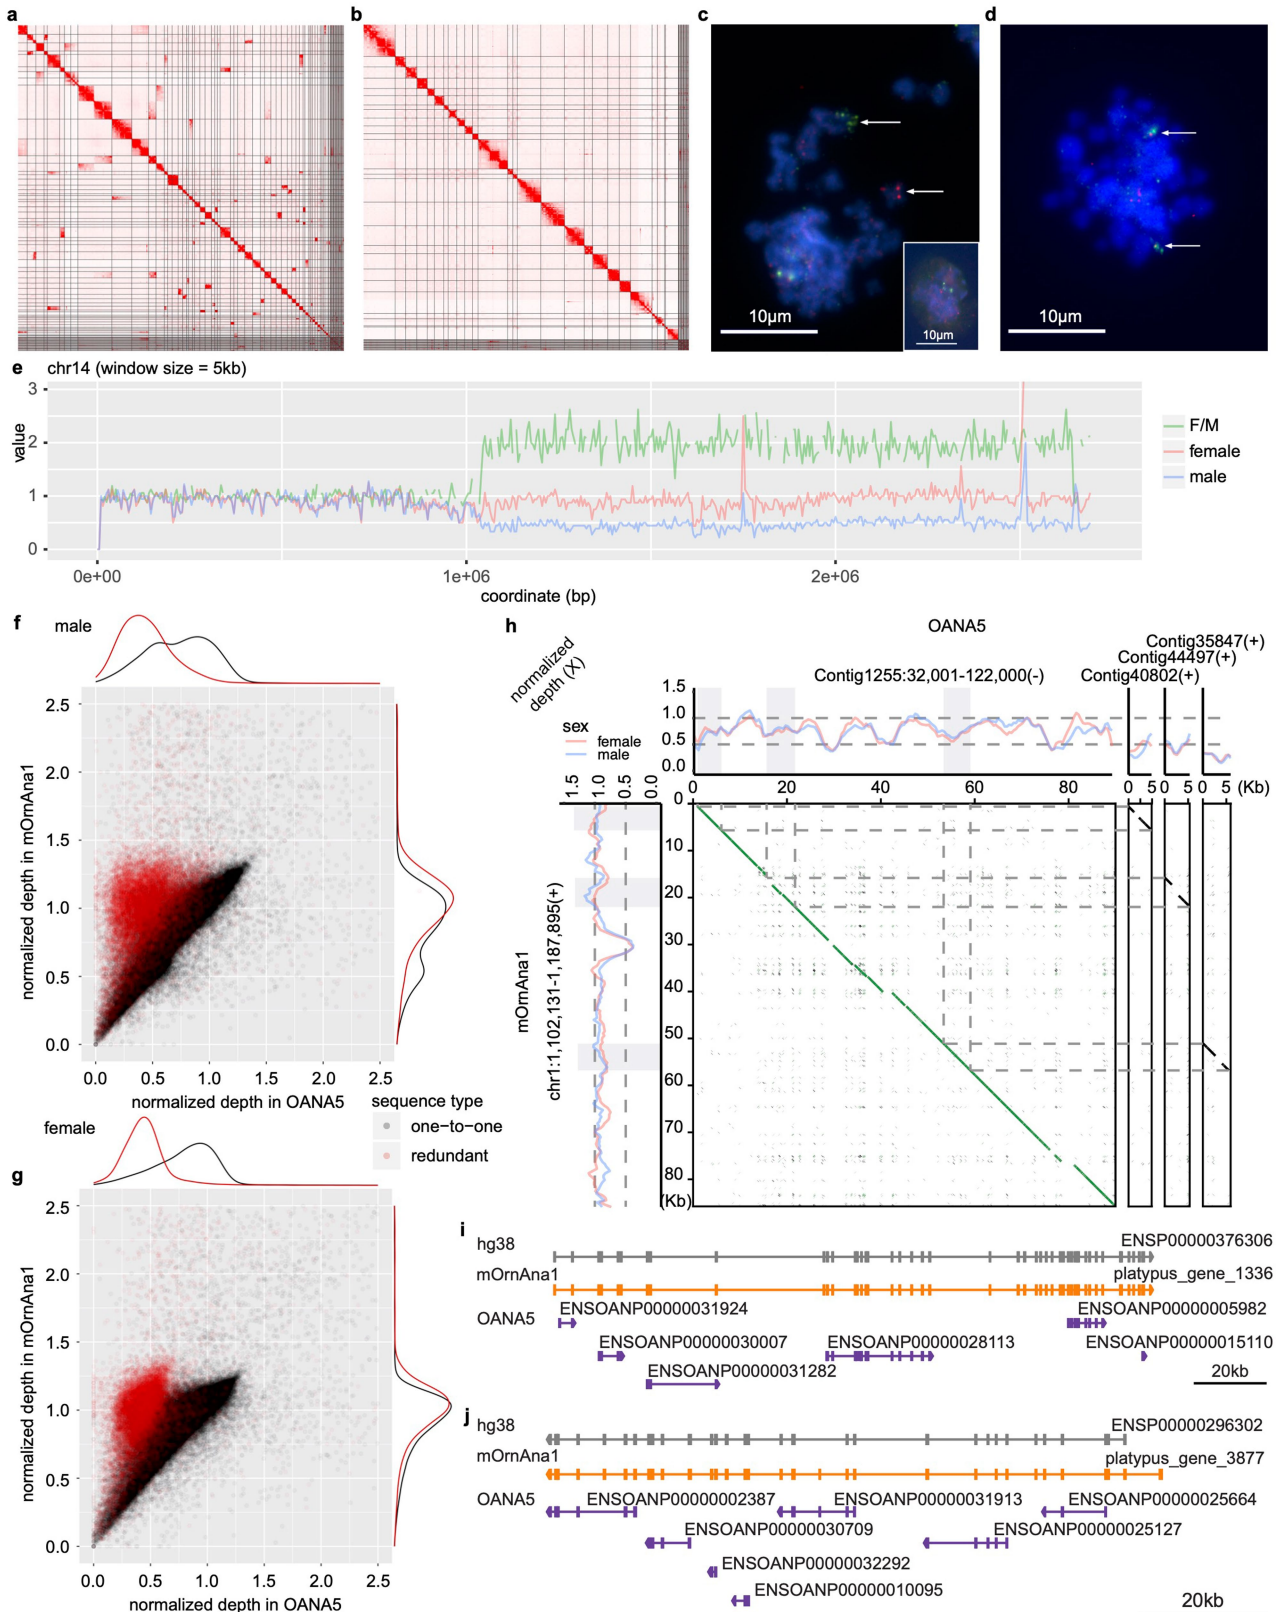 a
b
c
d
10µm
10µm
10µm
e
chr14 (window size = 5kb)
value
3
2
1
0
0e+00
1e+06
2e+06
coordinate (bp)
F/M
female
male
f
male
normalized depth in mOrnAna1
2.5
2.0
1.5
1.0
0.5
0.0
0.0
0.5
1.0
1.5
2.0
2.5
normalized depth in OANA5
sequence type
one-to-one
redundant
g
female
normalized depth in mOrnAna1
2.5
2.0
1.5
1.0
0.5
0.0
0.0
0.5
1.0
1.5
2.0
2.5
normalized depth in OANA5
h
OANA5
normalized
depth (X)
Contig1255:32,001-122,000(-)
Contig35847(+)
Contig44497(+)
Contig40802(+)
sex
female
male
1.5
1.0
0.5
0.0
1.5
1.0
0.5
0.0
0
20
40
60
80
0
5
0
5
0
5
(Kb)
mOrnAna1
chr1:1,102,131-1,187,895(+)
0
10
20
30
40
50
60
70
80
(Kb)
i
hg38
ENSP00000376306
mOrnAna1
platypus_gene_1336
OANA5
ENSOANP00000031924
ENSOANP00000005982
ENSOANP00000030007
ENSOANP00000028113
ENSOANP00000015110
ENSOANP00000031282
20kb
j
hg38
ENSP00000296302
mOrnAna1
platypus_gene_3877
OANA5
ENSOANP00000002387
ENSOANP00000031913
ENSOANP00000025664
ENSOANP00000030709
ENSOANP00000025127
ENSOANP00000032292
ENSOANP00000010095
20kb